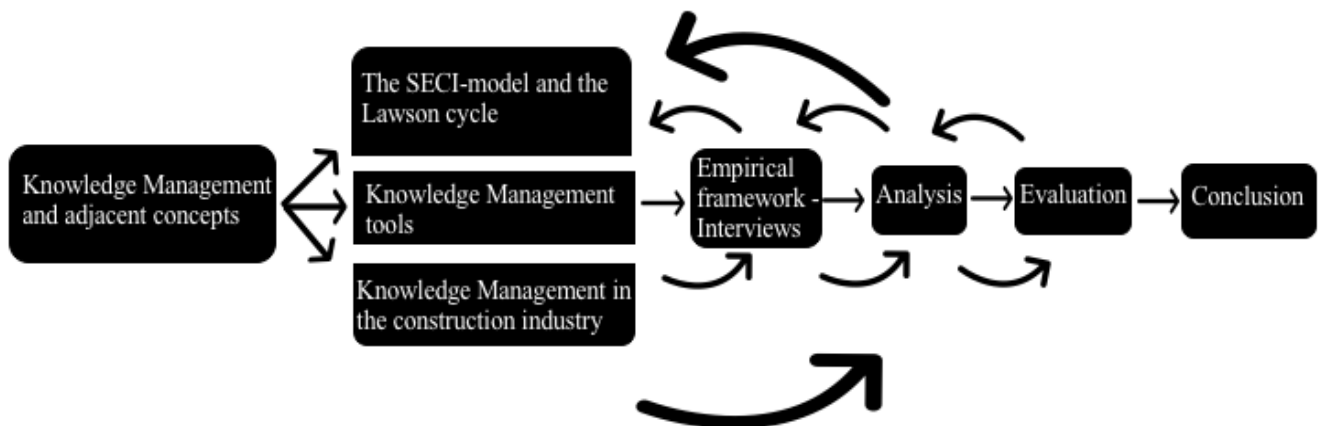 Knowledge Management
and adjacent concepts
The SECI-model and the
Lawson cycle
Knowledge Management
tools
Knowledge Management in
the construction industry
Empirical
framework -
Interviews
Analysis
Evaluation
Conclusion